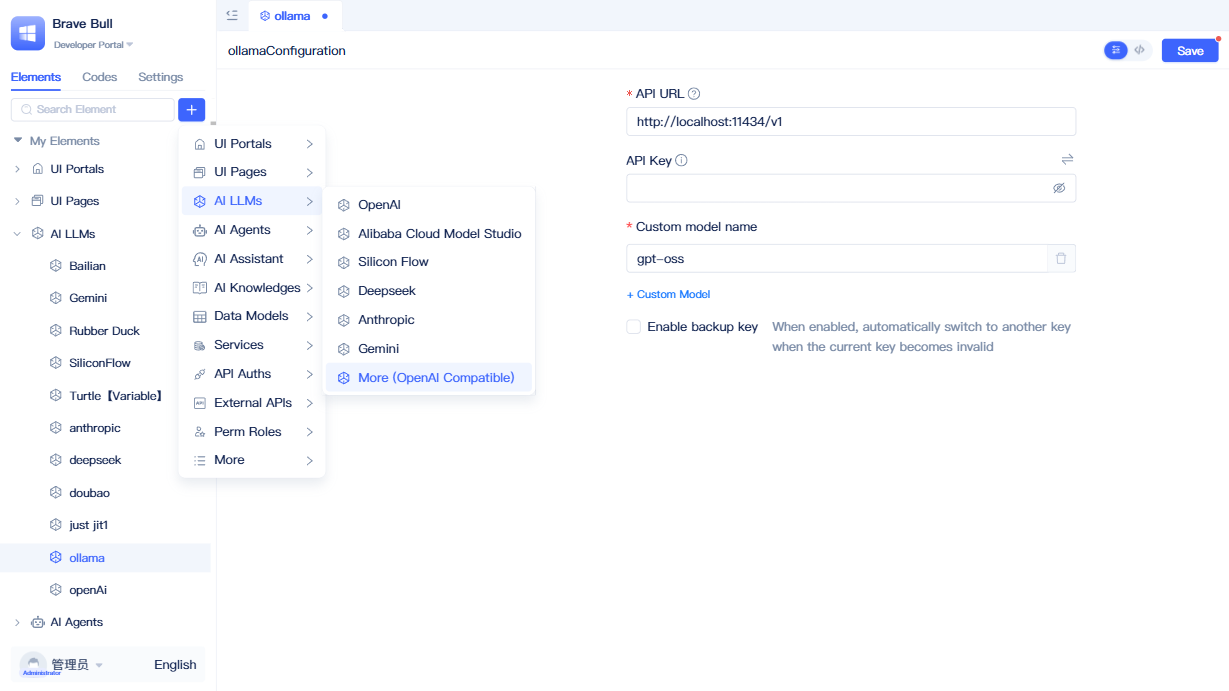 Brave Bull
Developer Portal
Elements
Codes
Settings
Search Element
My Elements
UI Portals
UI Pages
AI LLMs
Bailian
Gemini
Rubber Duck
SiliconFlow
Turtle【Variable】
anthropic
deepseek
doubao
just jit1
ollama
openAi
AI Agents
管理员
Administrator
English
UI Portals
UI Pages
AI LLMs
AI Agents
AI Assistant
AI Knowledges
Data Models
Services
API Auths
External APIs
Perm Roles
More
OpenAI
Alibaba Cloud Model Studio
Silicon Flow
Deepseek
Anthropic
Gemini
More (OpenAI Compatible)
ollama
ollamaConfiguration
Save
* API URL
http://localhost:11434/v1
API Key
* Custom model name
gpt-oss
+ Custom Model
Enable backup key
When enabled, automatically switch to another key
when the current key becomes invalid